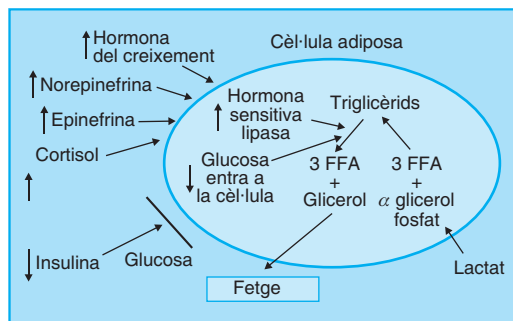 Hormona
del creixement
Norepinefrina
Epinefrina
Cortisol
Insulina
Glucosa
Cèl·lula adiposa
Hormona
sensitiva
lipasa
Glucosa
entra a
la cèl·lula
Triglicèrids
3 FFA
+
Glicerol
3 FFA
+
α glicerol
fosfat
Lactat
Fetge